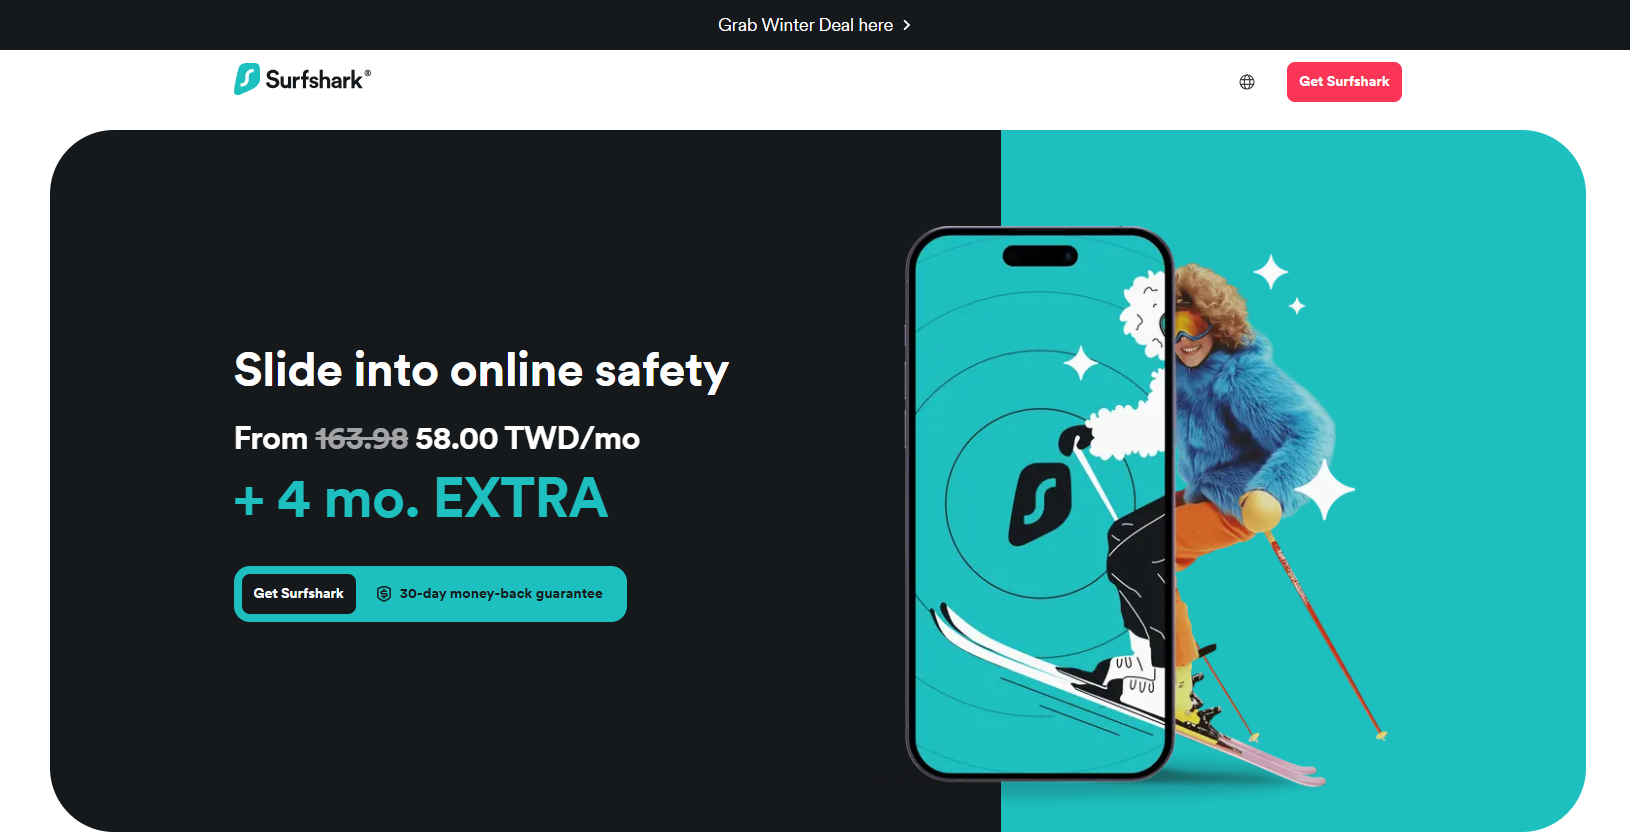 Grab Winter Deal here
Surfshark®
Get Surfshark
Slide into online safety
From 163.98 58.00 TWD/mo
+ 4 mo. EXTRA
Get Surfshark
30-day money-back guarantee